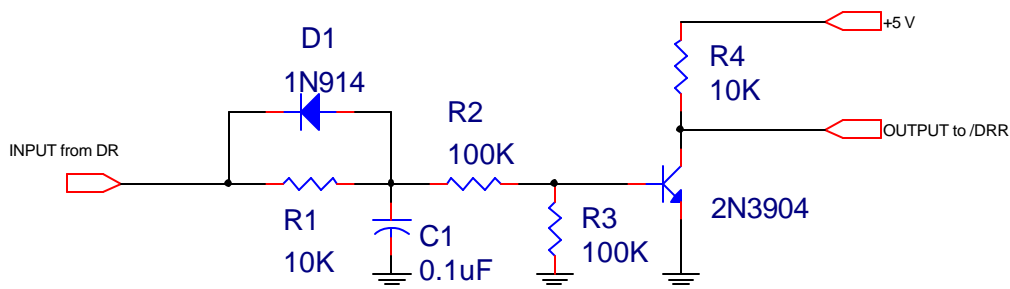 +5 V
D1
1N914
R4
10K
R2
100K
OUTPUT to /DRR
INPUT from DR
R1
10K
C1
0.1uF
R3
100K
2N3904